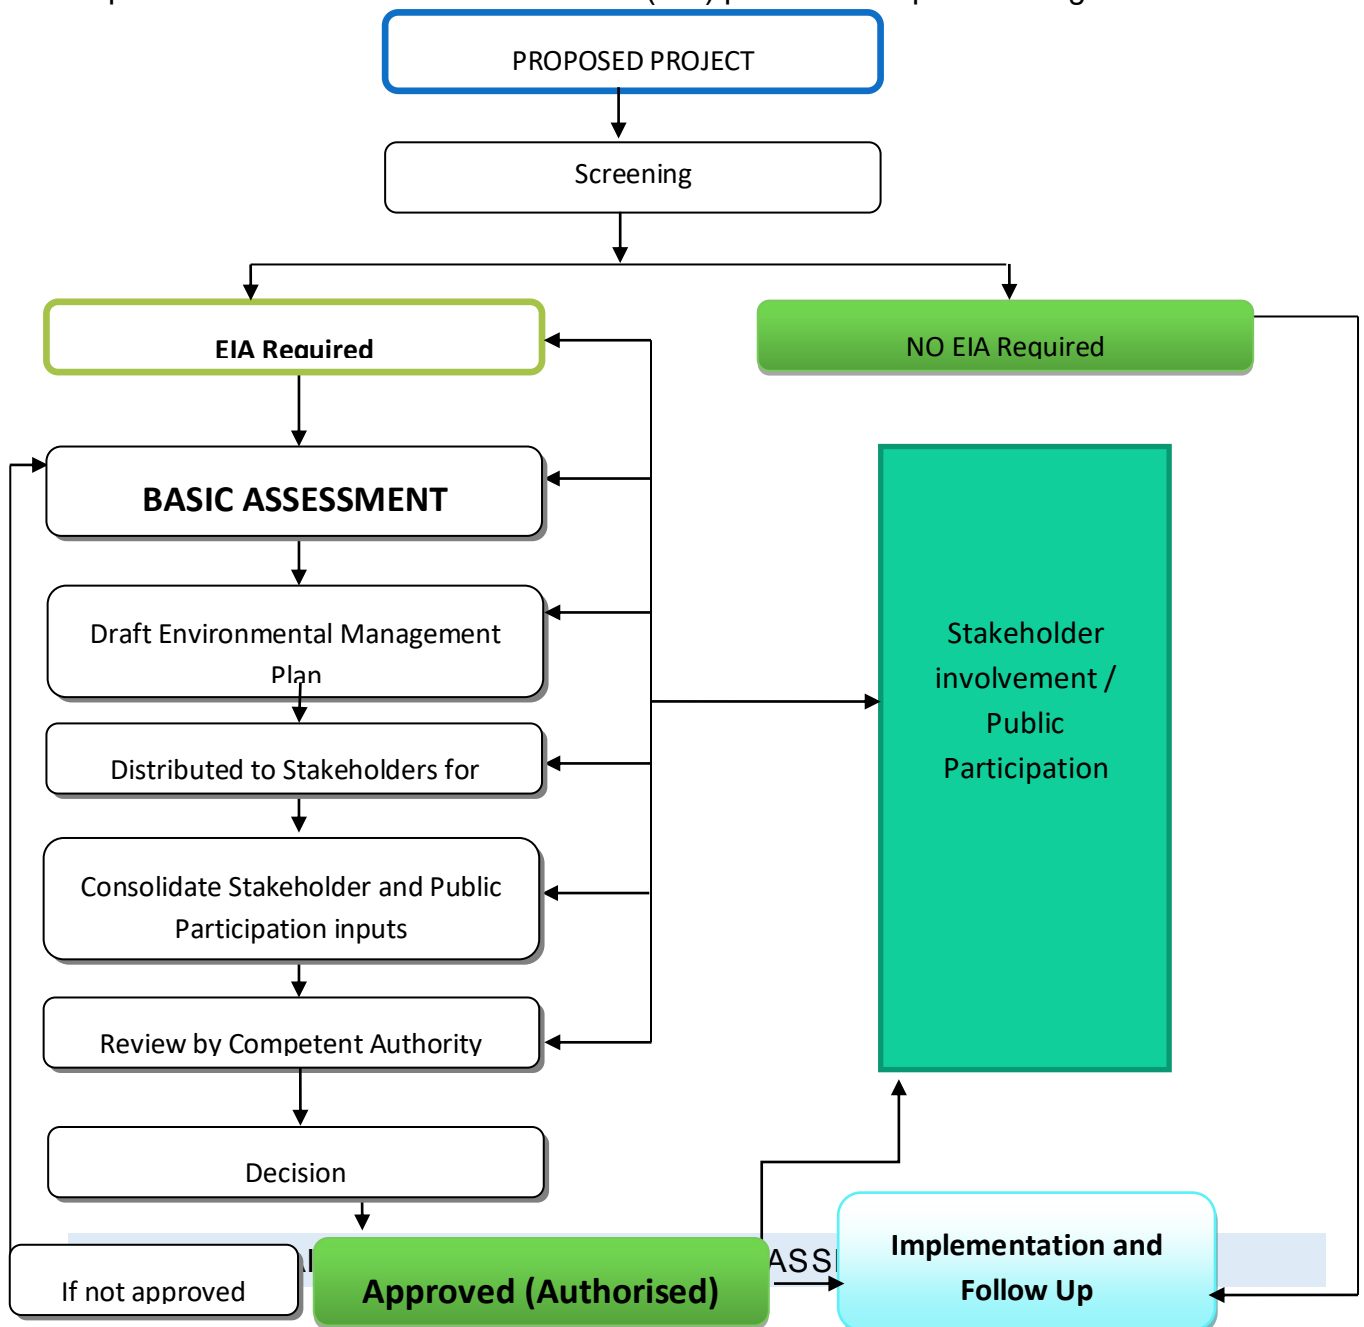 PROPOSED PROJECT
Screening
EIA Required
NO EIA Required
BASIC ASSESSMENT
Draft Environmental Management
Plan
Distributed to Stakeholders for
Consolidate Stakeholder and Public
Participation inputs
Review by Competent Authority
Decision
Stakeholder
involvement /
Public
Participation
If not approved
Approved (Authorised)
Implementation and
Follow Up